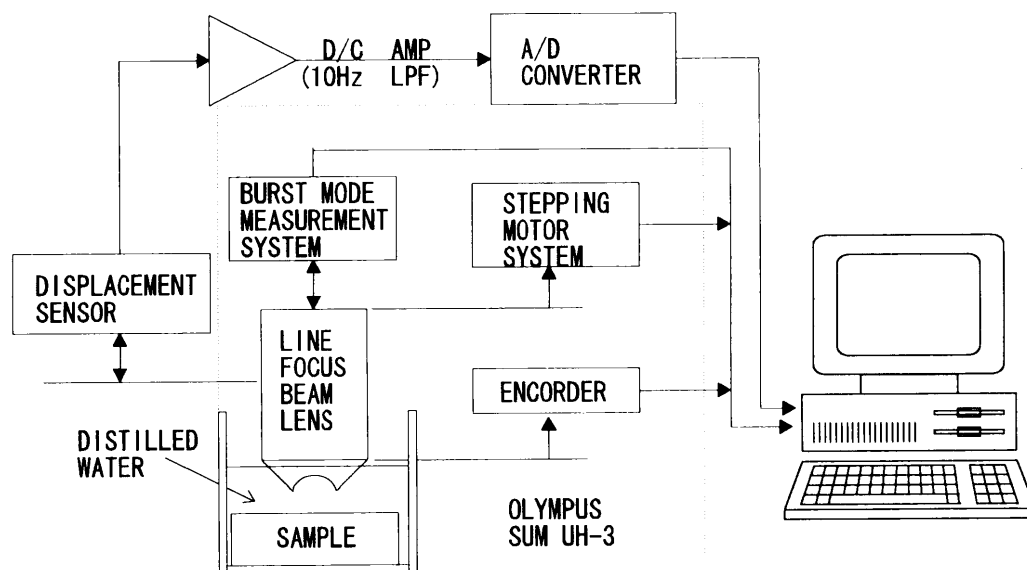 D/C AMP
(10Hz LPF)
A/D
CONVERTER
BURST MODE
MEASUREMENT
SYSTEM
STEPPING
MOTOR
SYSTEM
DISPLACEMENT
SENSOR
LINE
FOCUS
BEAM
LENS
ENCORDER
DISTILLED
WATER
SAMPLE
OLYMPUS
SUM UH-3